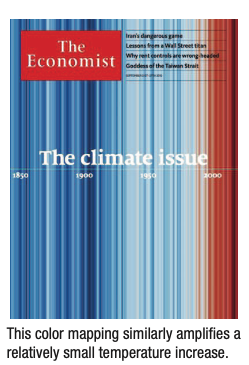 The
Economist
Iran's dangerous game
Lessons from a Wall Street titan
Why rent controls are wrong-headed
Goddess of the Taiwan Strait
The climate issue
1850 1900 1950 2000
This color mapping similarly amplifies a
relatively small temperature increase.